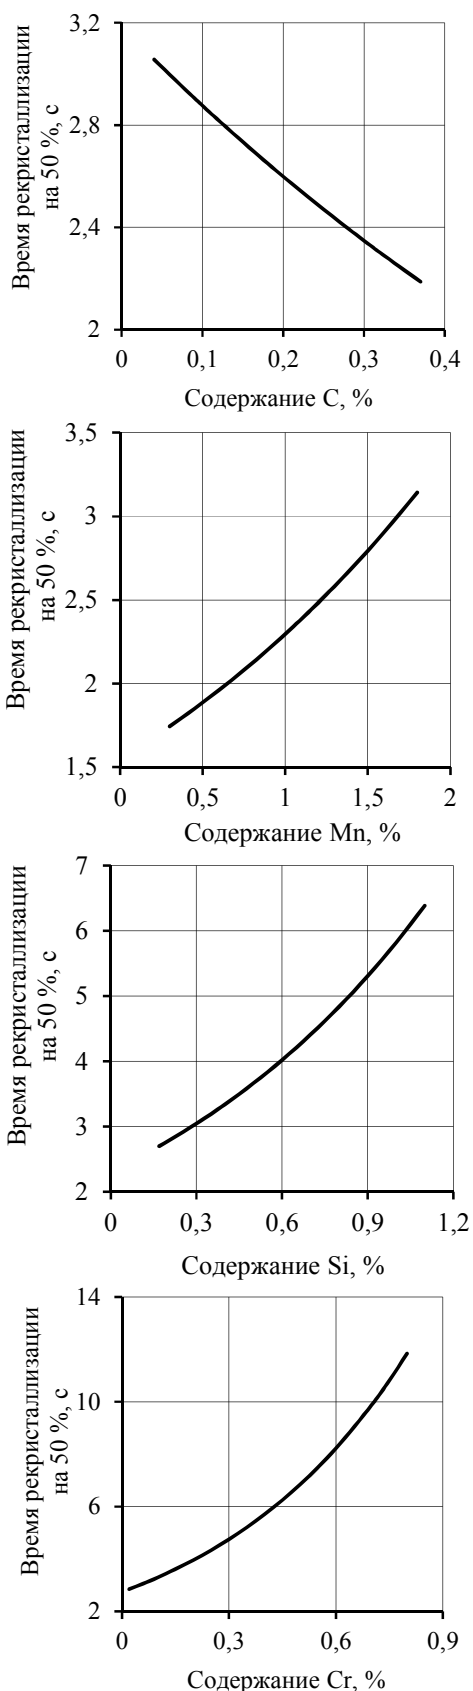 Время рекристаллизации
на 50 %, с
3,2
2,8
2,4
2
0 0,1 0,2 0,3 0,4
Содержание C, %
Время рекристаллизации
на 50 %, с
3,5
3
2,5
2
1,5
0 0,5 1 1,5 2
Содержание Mn, %
Время рекристаллизации
на 50 %, с
7
6
5
4
3
2
0 0,3 0,6 0,9 1,2
Содержание Si, %
Время рекристаллизации
на 50 %, с
14
10
6
2
0 0,3 0,6 0,9
Содержание Cr, %